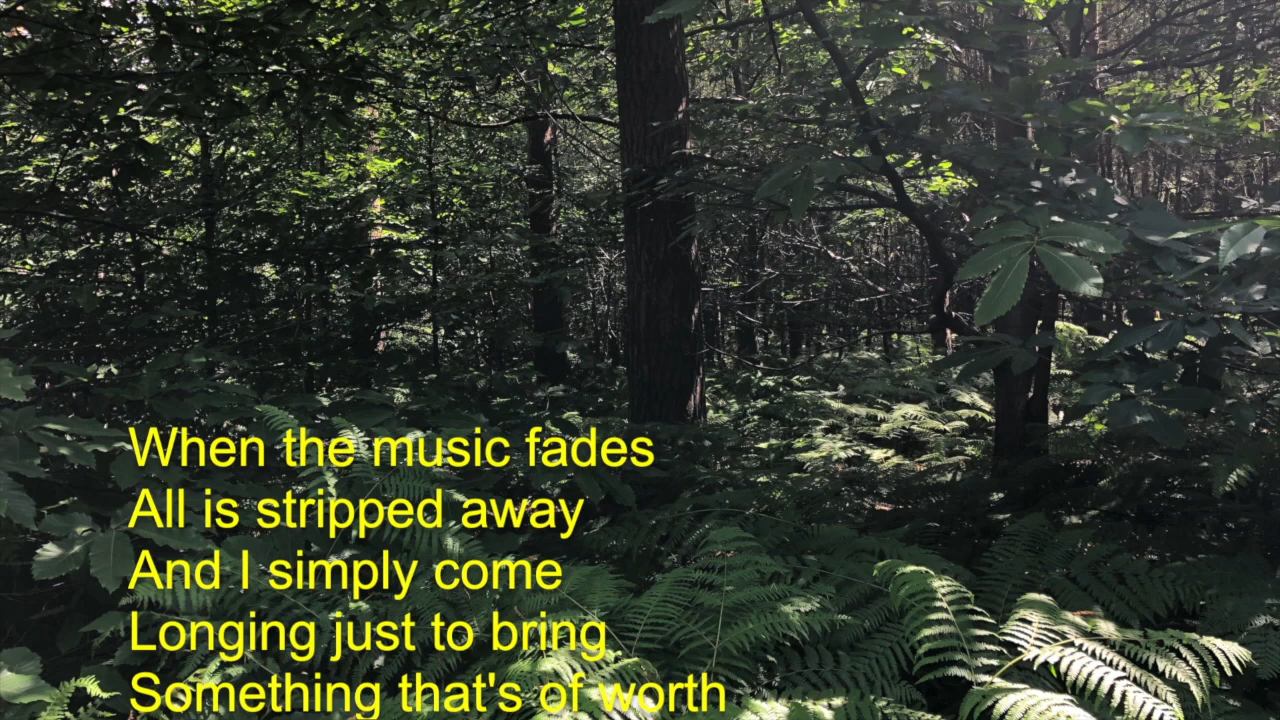 When the music fades
All is stripped away
And I simply come
Longing just to bring
Something that's of worth